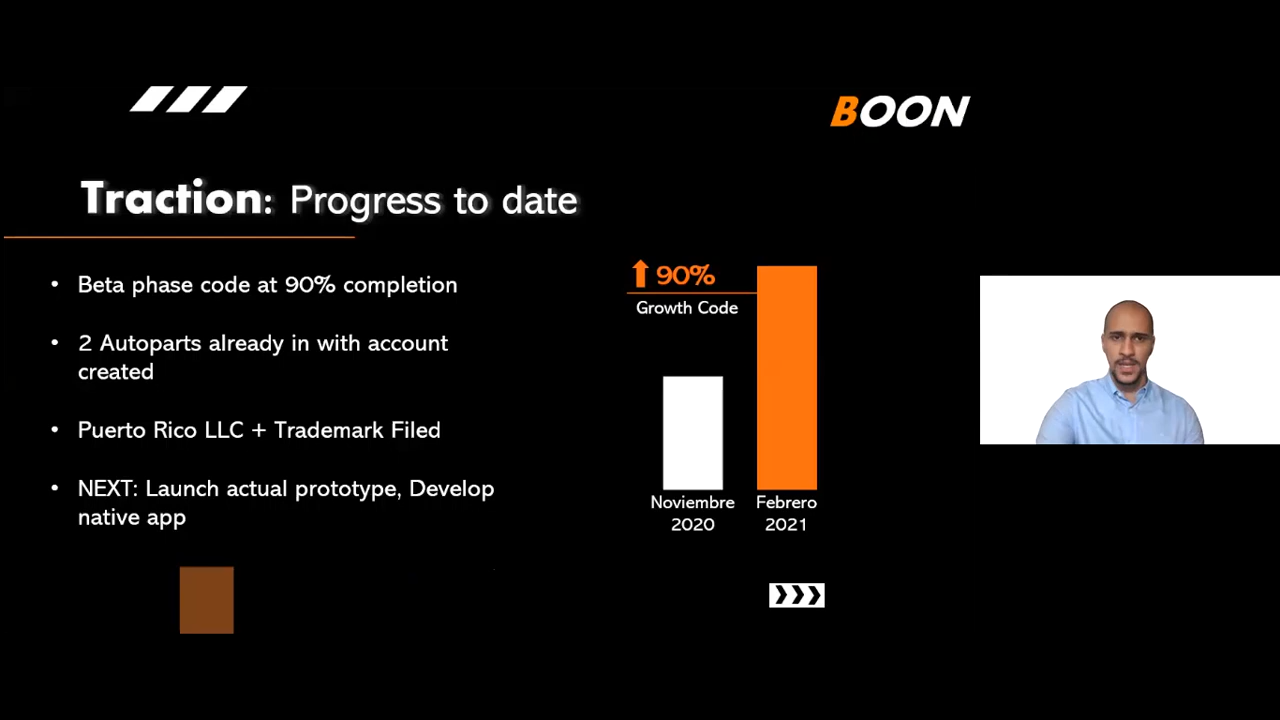 BOON
Traction: Progress to date
• Beta phase code at 90% completion
• 2 Autoparts already in with account
created
• Puerto Rico LLC + Trademark Filed
• NEXT: Launch actual prototype, Develop
native app
90%
Growth Code
Noviembre
2020
Febrero
2021